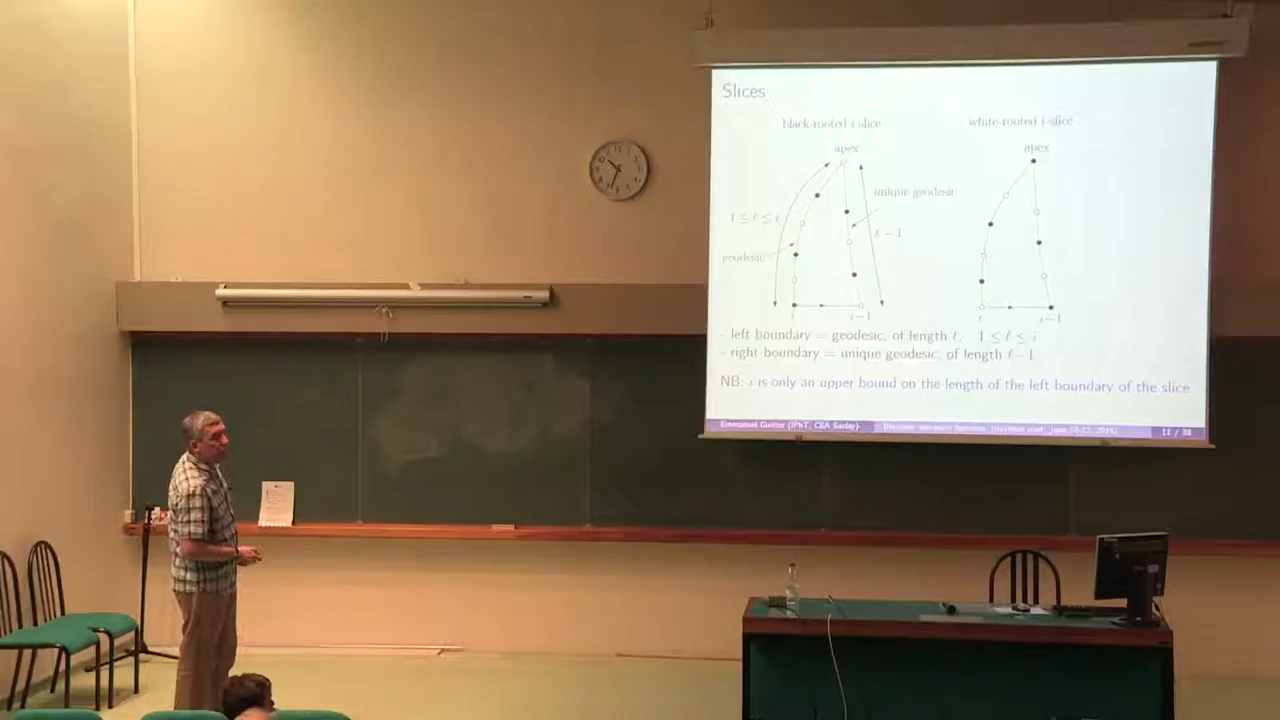 Slices
black-rooted i-slice
white-rooted i-slice
apex
apex
unique geodesic
1 ≤ ℓ ≤ i
ℓ − 1
geodesic
i
i−1
i
i−1
- left boundary = geodesic, of length ℓ, 1 ≤ ℓ ≤ i
- right boundary = unique geodesic, of length ℓ−1
NB: i is only an upper bound on the length of the left boundary of the slice
Emmanuel Guitter (IPhT, CEA Saclay)
11 / 38